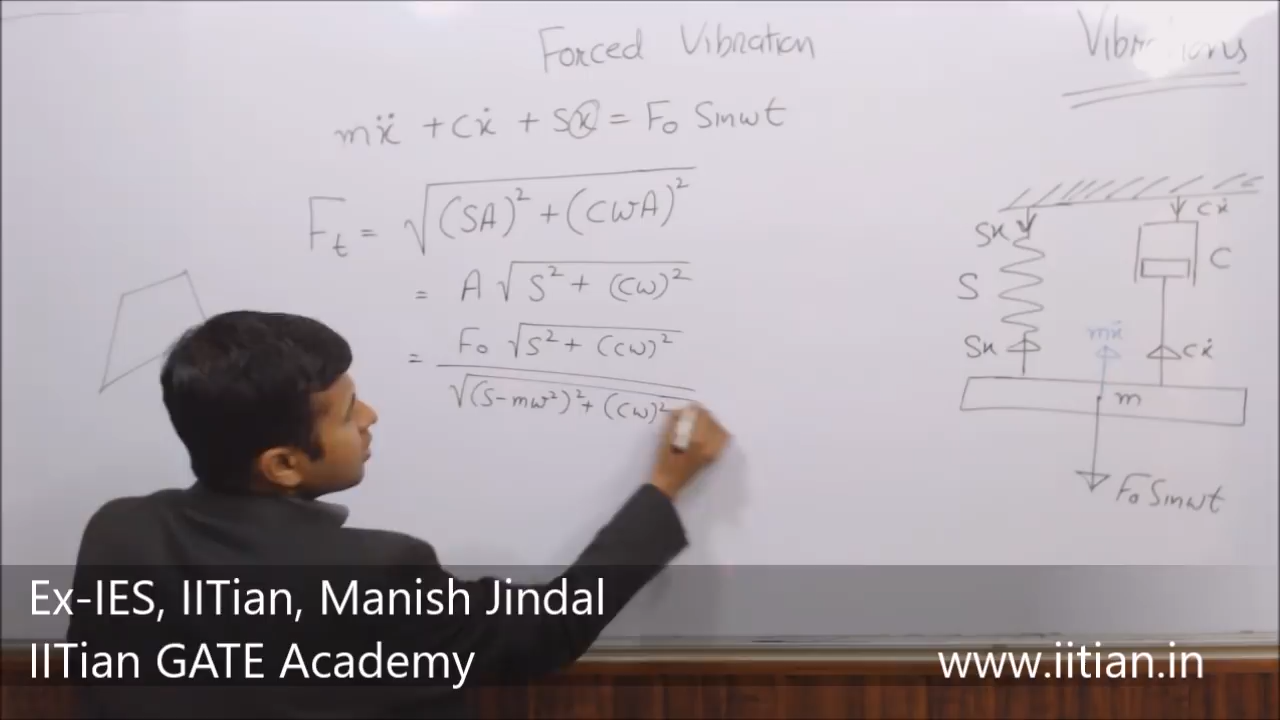 Forced Vibration
Vibrations
mẍ + cẋ + sx = F₀ Sinωt
Fₜ = √((SA)² + (CωA)²)
= A √(S² + (Cω)²)
= F₀ √(S² + (Cω)²) / √((S-mω²)² + (Cω)²)
Sx
cẋ
S
C
Sx
mẍ
cẋ
m
F₀ Sinωt
Ex-IES, IITian, Manish Jindal
IITian GATE Academy
www.iitian.in